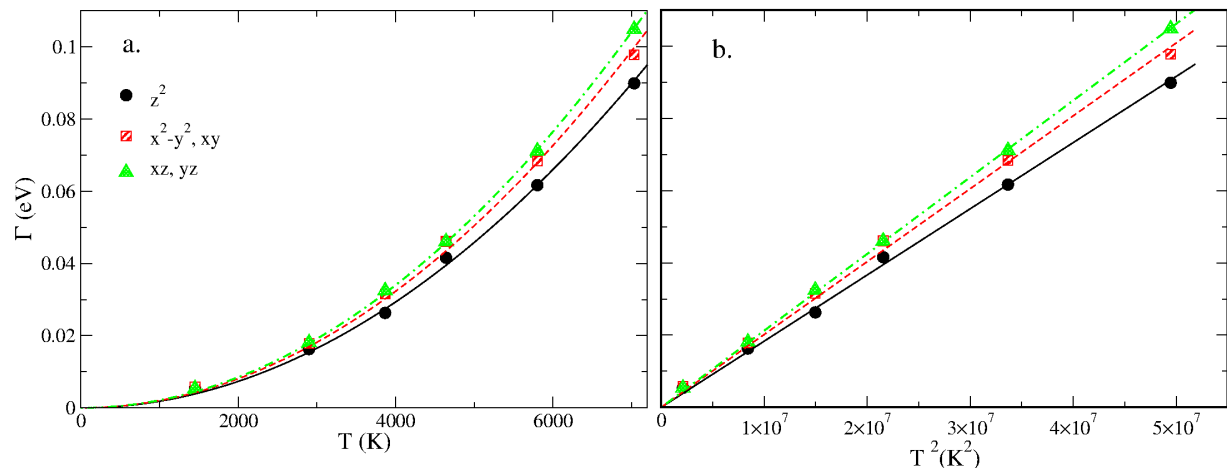 a.
z²
x²-y², xy
xz, yz
Γ (eV)
0.1
0.08
0.06
0.04
0.02
0
0 2000 4000 6000
T (K)
b.
0 1×10⁷ 2×10⁷ 3×10⁷ 4×10⁷ 5×10⁷
T²(K²)